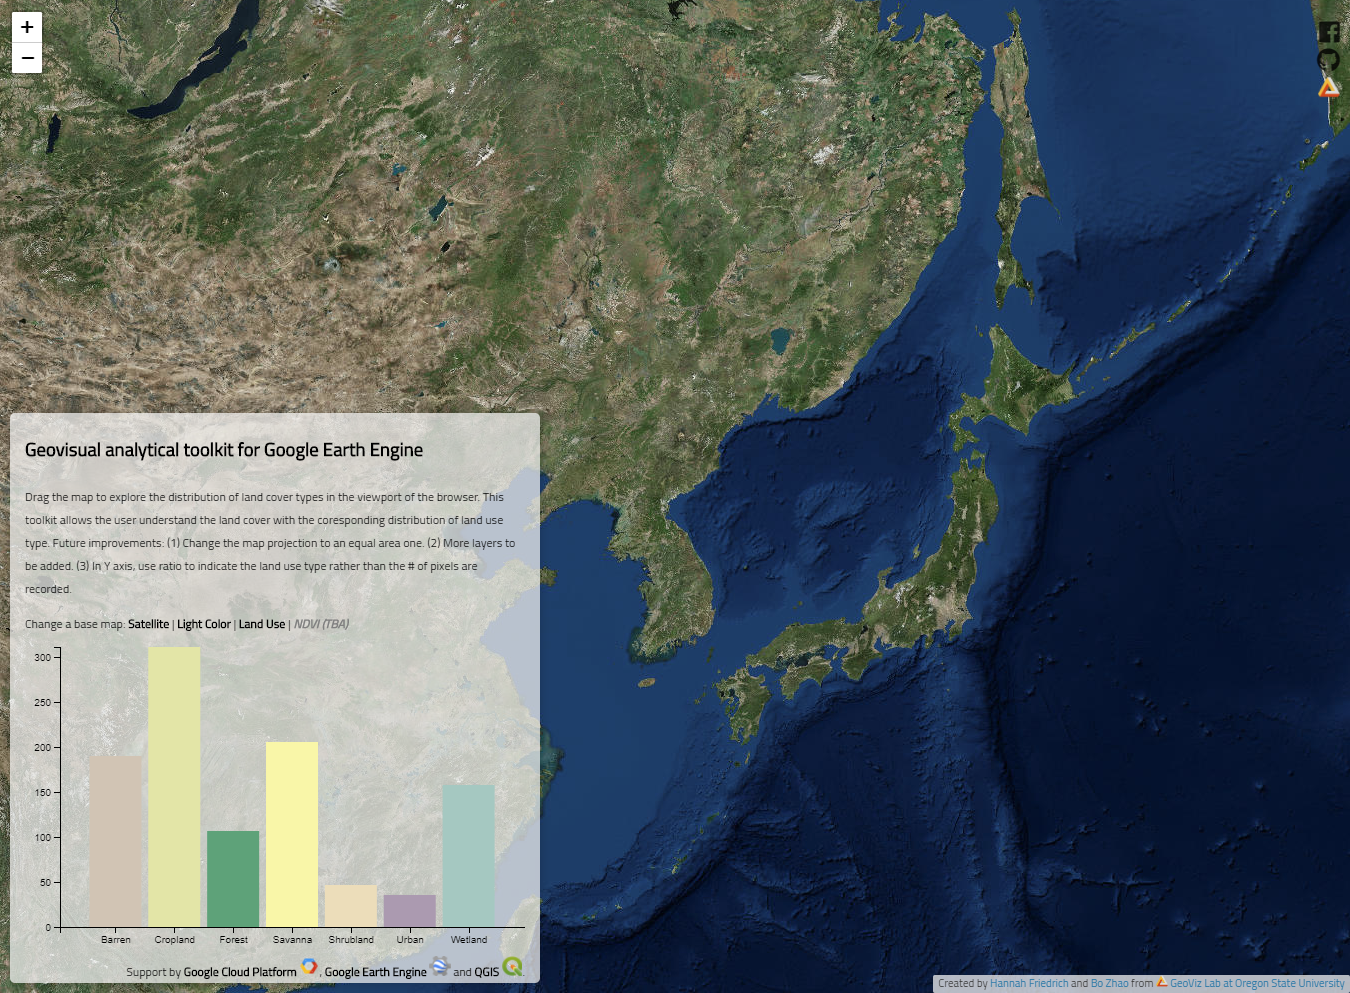 +
−
Geovisual analytical toolkit for Google Earth Engine
Drag the map to explore the distribution of land cover types in the viewport of the browser. This
toolkit allows the user understand the land cover with the coresponding distribution of land use
type. Future improvements: (1) Change the map projection to an equal area one. (2) More layers to
be added. (3) In Y axis, use ratio to indicate the land use type rather than the # of pixels are
recorded.
Change a base map: Satellite | Light Color | Land Use | NDVI (TBA)
300
250
200
150
100
50
0
Barren Cropland Forest Savanna Shrubland Urban Wetland
Support by Google Cloud Platform , Google Earth Engine and QGIS .
Created by Hannah Friedrich and Bo Zhao from GeoViz Lab at Oregon State University